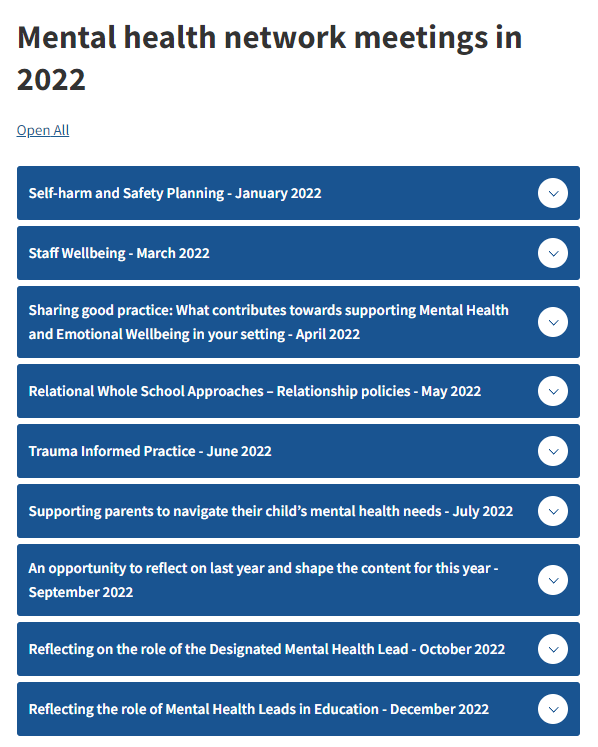 Mental health network meetings in
2022
Open All
Self-harm and Safety Planning - January 2022
Staff Wellbeing - March 2022
Sharing good practice: What contributes towards supporting Mental Health
and Emotional Wellbeing in your setting - April 2022
Relational Whole School Approaches – Relationship policies - May 2022
Trauma Informed Practice - June 2022
Supporting parents to navigate their child’s mental health needs - July 2022
An opportunity to reflect on last year and shape the content for this year -
September 2022
Reflecting on the role of the Designated Mental Health Lead - October 2022
Reflecting the role of Mental Health Leads in Education - December 2022